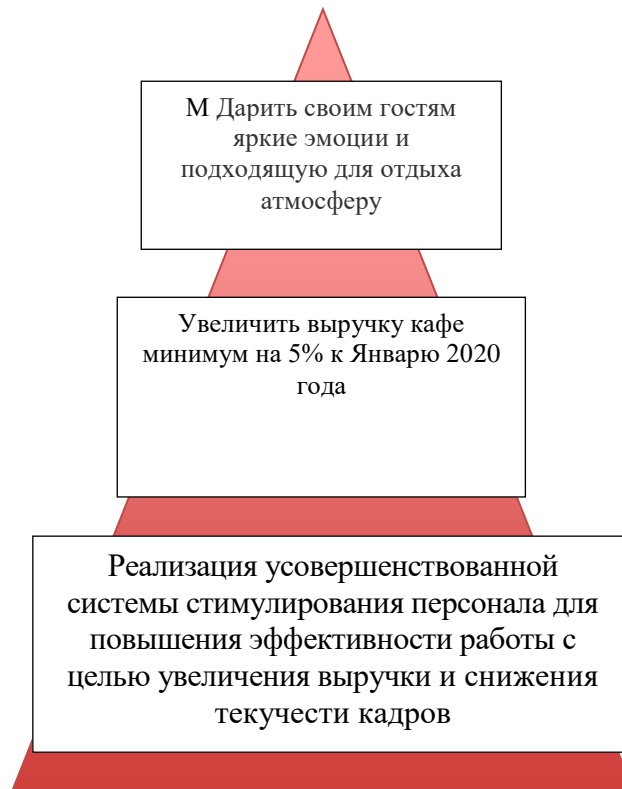 М Дарить своим гостям
яркие эмоции и
подходящую для отдыха
атмосферу
Увеличить выручку кафе
минимум на 5% к Январю 2020
года
Реализация усовершенствованной
системы стимулирования персонала для
повышения эффективности работы с
целью увеличения выручки и снижения
текучести кадров